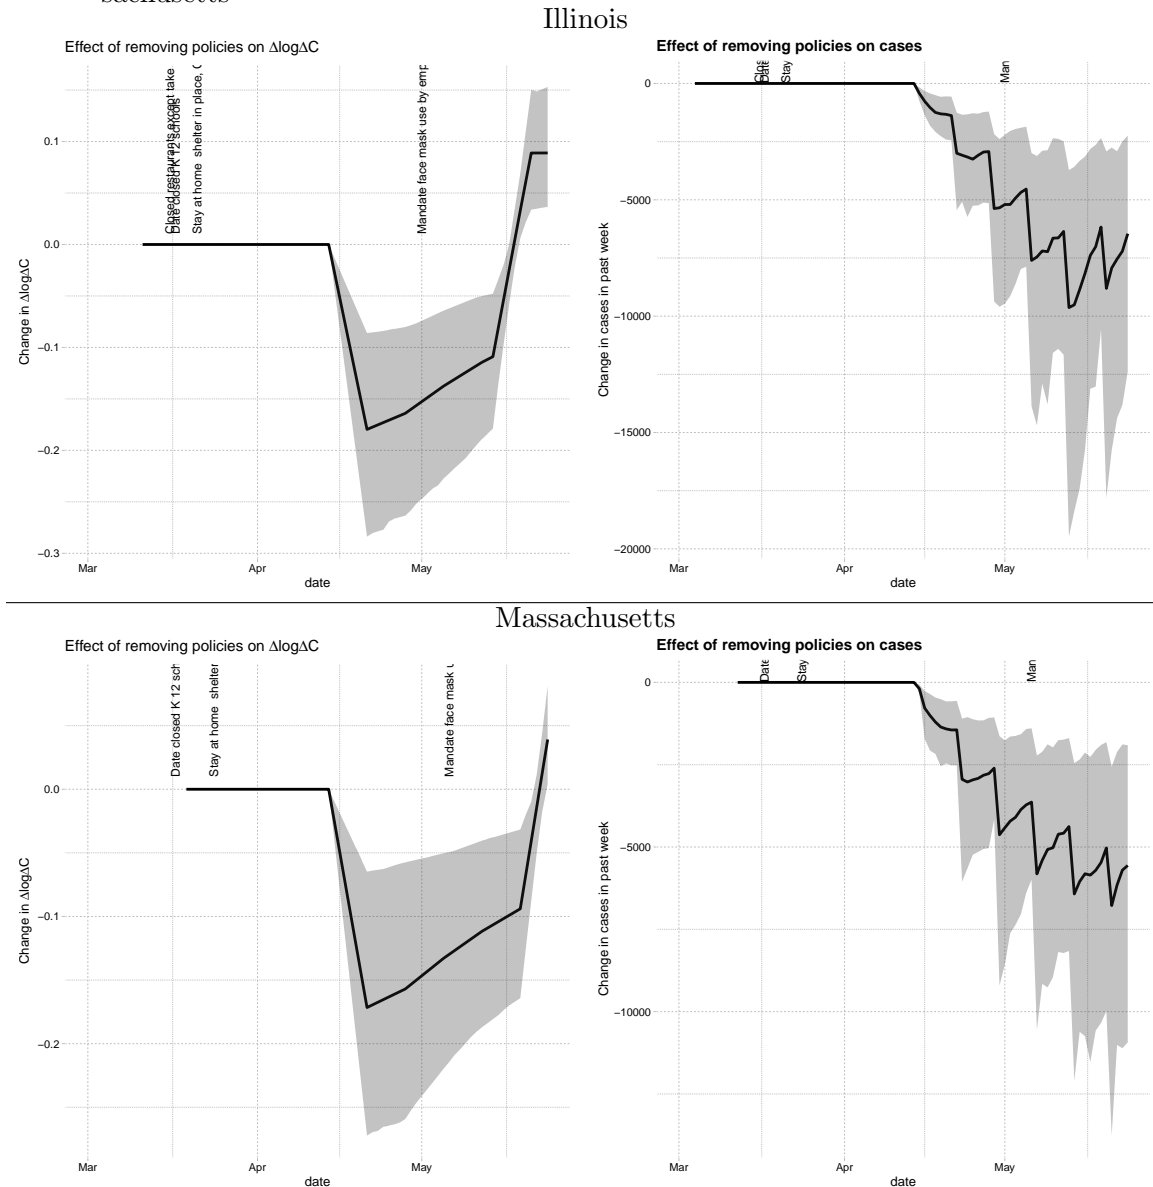 sachusetts
Illinois
Effect of removing policies on ΔlogΔC
Closed restaurants except take
Date closed K 12 schools
Stay at home  shelter in place, (
Mandate face mask use by emp
0.1
0.0
−0.1
−0.2
−0.3
Change in ΔlogΔC
Mar
Apr
May
date
Effect of removing policies on cases
Clos
Date
Stay
Man
0
−5000
−10000
−15000
−20000
Change in cases in past week
Mar
Apr
May
date
Massachusetts
Effect of removing policies on ΔlogΔC
Date closed K 12 sch
Stay at home  shelter
Mandate face mask u
0.0
−0.1
−0.2
Change in ΔlogΔC
Mar
Apr
May
date
Effect of removing policies on cases
Date
Stay
Man
0
−5000
−10000
Change in cases in past week
Mar
Apr
May
date